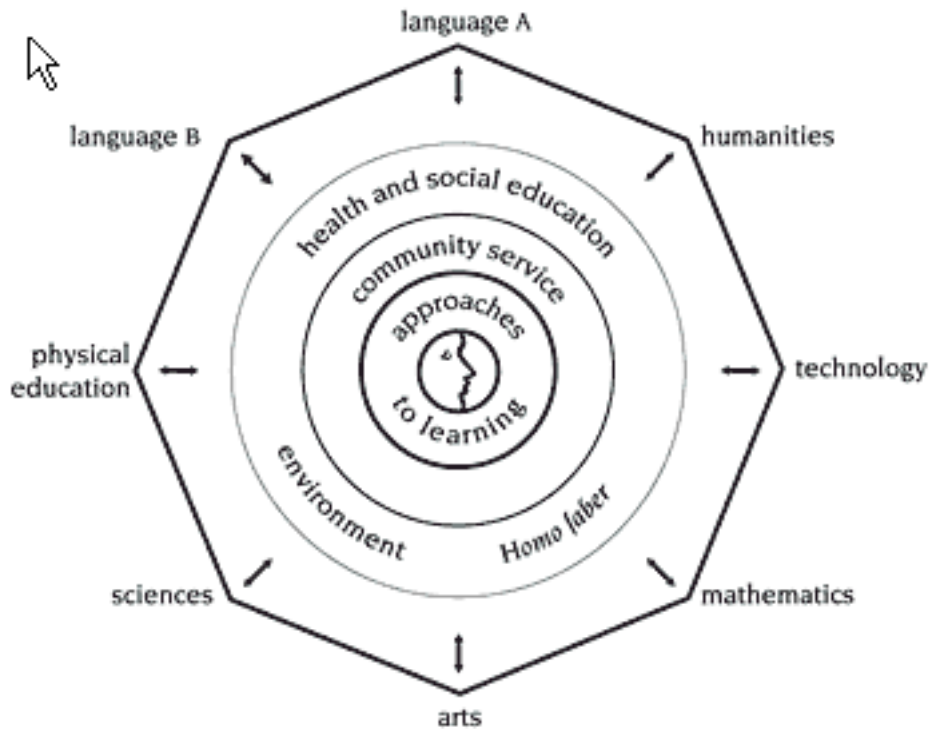 language A
language B
humanities
health and social education
community service
approaches
to learning
physical
education
technology
environment
Homo faber
sciences
mathematics
arts